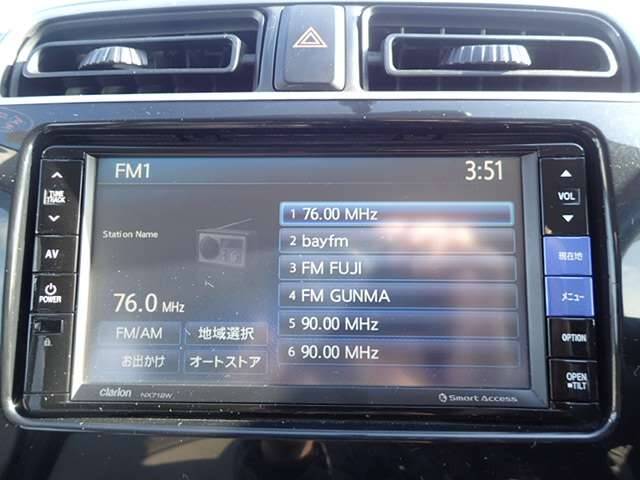 FM1
3:51
Station Name
76.0 MHz
FM/AM
地域選択
お出かけ
オートストア
1 76.00 MHz
2 bayfm
3 FM FUJI
4 FM GUNMA
5 90.00 MHz
6 90.00 MHz
TUNE
TRACK
AV
POWER
VOL
現在地
メニュー
OPTION
OPEN
TILT
clarion
NX712W
Smart Access